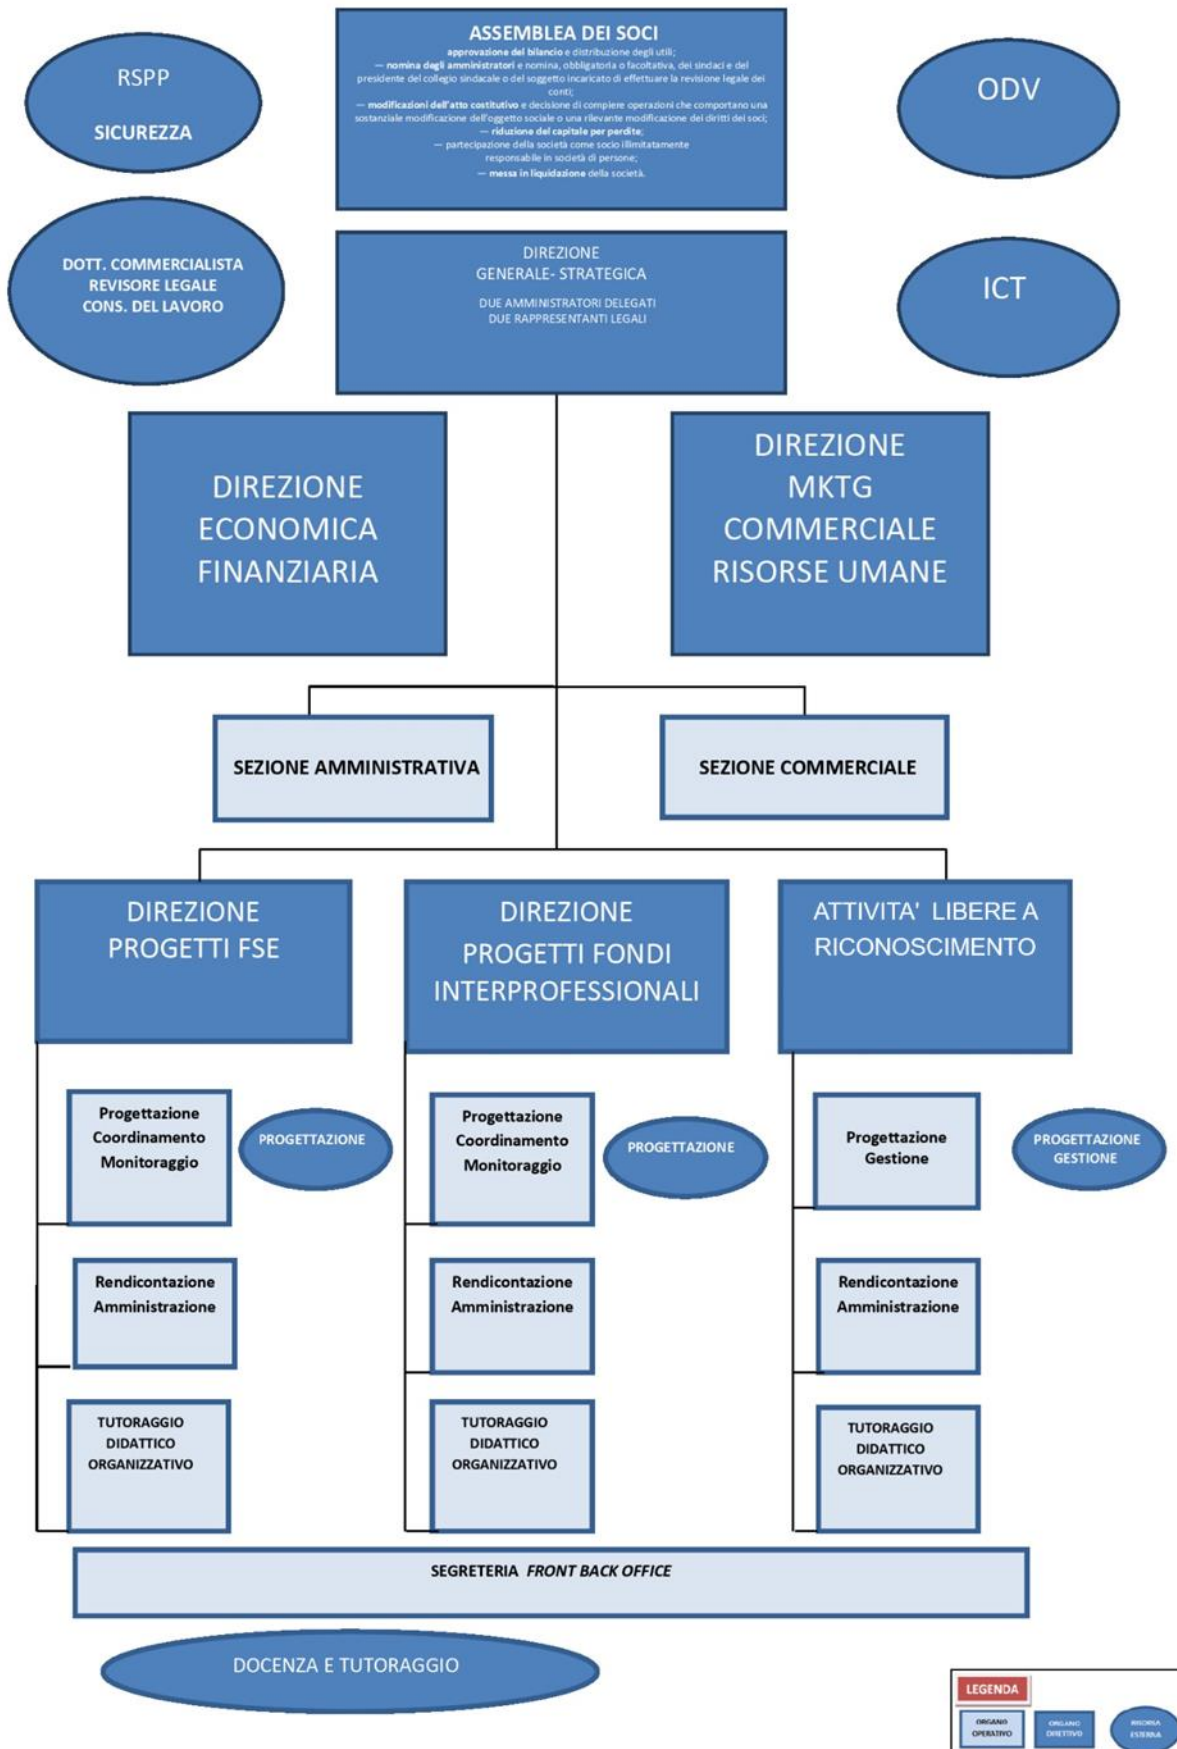 RSPP
SICUREZZA
ASSEMBLEA DEI SOCI
approvazione del bilancio e distribuzione degli utili;
— nomina degli amministratori e nomina, obbligatoria o facoltativa, dei sindaci e del
presidente del collegio sindacale o del soggetto incaricato di effettuare la revisione legale dei
conti;
— modificazioni dell'atto costitutivo e decisione di compiere operazioni che comportano una
sostanziale modificazione dell'oggetto sociale o una rilevante modificazione dei diritti dei soci;
— riduzione del capitale per perdite;
— partecipazione della società come socio illimitatamente
responsabile in società di persone;
— messa in liquidazione della società.
ODV
DOTT. COMMERCIALISTA
REVISORE LEGALE
CONS. DEL LAVORO
DIREZIONE
GENERALE- STRATEGICA
DUE AMMINISTRATORI DELEGATI
DUE RAPPRESENTANTI LEGALI
ICT
DIREZIONE
ECONOMICA
FINANZIARIA
DIREZIONE
MKTG
COMMERCIALE
RISORSE UMANE
SEZIONE AMMINISTRATIVA
SEZIONE COMMERCIALE
DIREZIONE
PROGETTI FSE
DIREZIONE
PROGETTI FONDI
INTERPROFESSIONALI
ATTIVITA' LIBERE A
RICONOSCIMENTO
Progettazione
Coordinamento
Monitoraggio
PROGETTAZIONE
Progettazione
Coordinamento
Monitoraggio
PROGETTAZIONE
Progettazione
Gestione
PROGETTAZIONE
GESTIONE
Rendicontazione
Amministrazione
Rendicontazione
Amministrazione
Rendicontazione
Amministrazione
TUTORAGGIO
DIDATTICO
ORGANIZZATIVO
TUTORAGGIO
DIDATTICO
ORGANIZZATIVO
TUTORAGGIO
DIDATTICO
ORGANIZZATIVO
SEGRETERIA FRONT BACK OFFICE
DOCENZA E TUTORAGGIO
LEGENDA
ORGANO
OPERATIVO
ORGANO
DIRETTIVO
RISORSA
ESTERNA